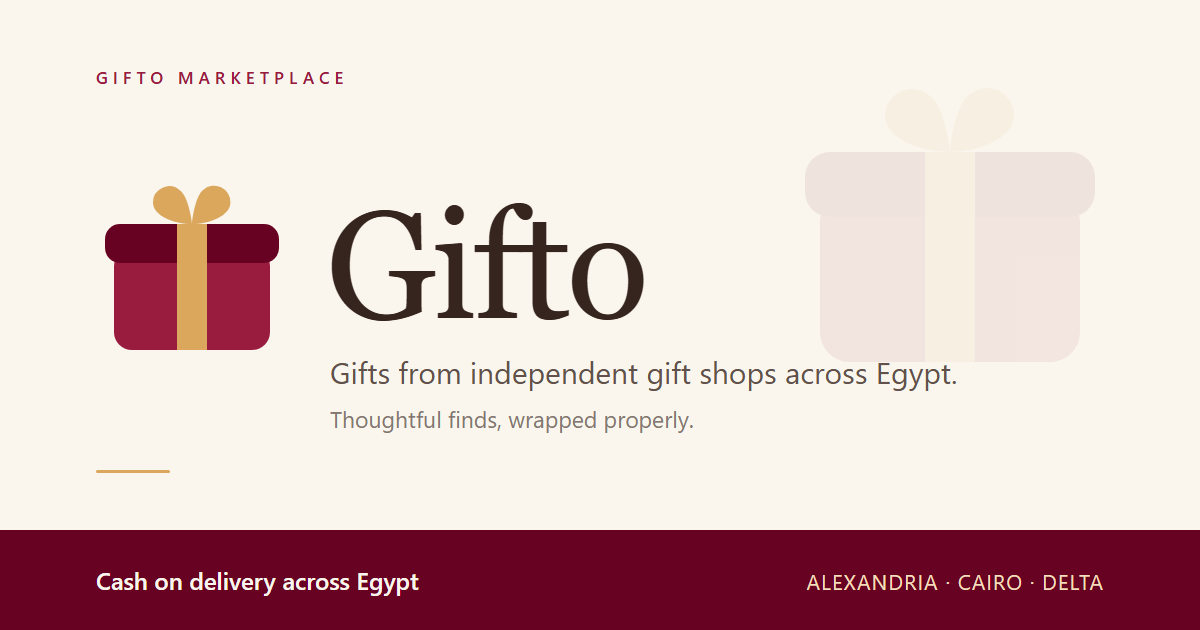 GIFTO MARKETPLACE
Gifto
Gifts from independent gift shops across Egypt.
Thoughtful finds, wrapped properly.
Cash on delivery across Egypt
ALEXANDRIA · CAIRO · DELTA